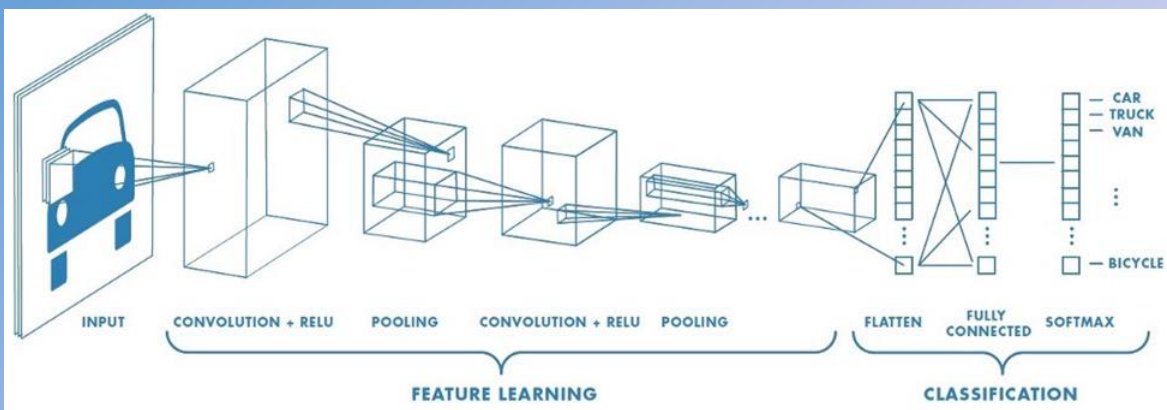 CAR
TRUCK
VAN
BICYCLE
INPUT
CONVOLUTION + RELU
POOLING
CONVOLUTION + RELU
POOLING
FLATTEN
FULLY
CONNECTED
SOFTMAX
FEATURE LEARNING
CLASSIFICATION